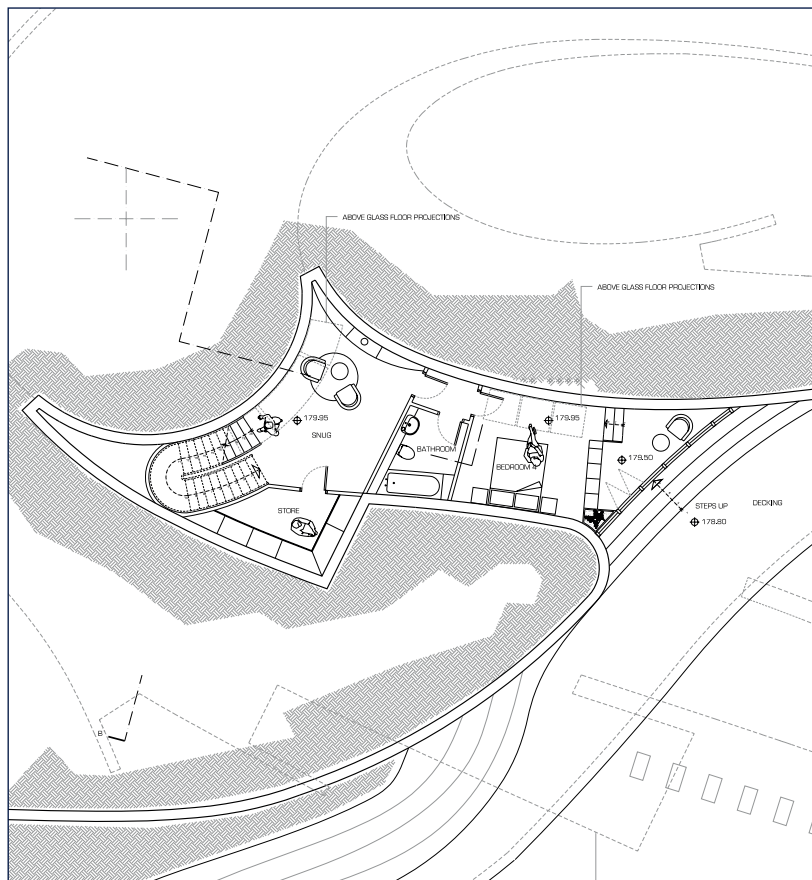 ABOVE GLASS FLOOR PROJECTIONS
ABOVE GLASS FLOOR PROJECTIONS
179.95
179.95
SNUG
BATHROOM
179.50
BEDROOM 4
STEPS UP
DECKING
STORE
178.80
B